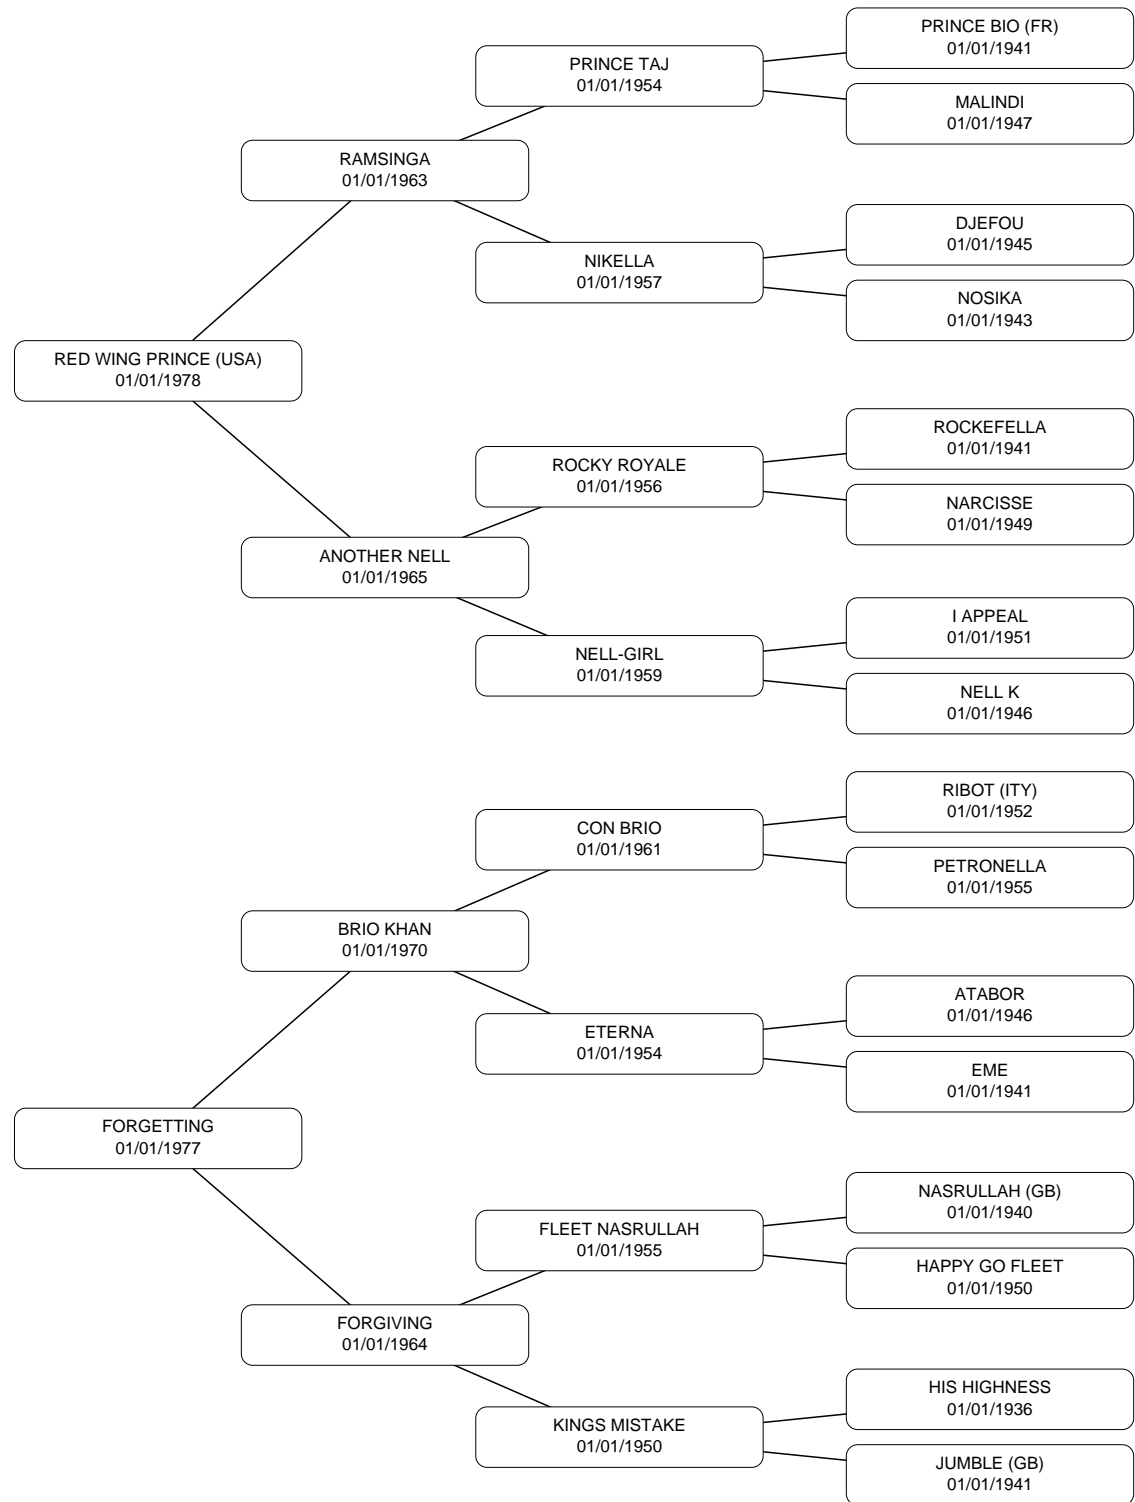 PRINCE BIO (FR)
01/01/1941
PRINCE TAJ
01/01/1954
MALINDI
01/01/1947
RAMSINGA
01/01/1963
DJEFOU
01/01/1945
NIKELLA
01/01/1957
NOSIKA
01/01/1943
RED WING PRINCE (USA)
01/01/1978
ROCKEFELLA
01/01/1941
ROCKY ROYALE
01/01/1956
NARCISSE
01/01/1949
ANOTHER NELL
01/01/1965
I APPEAL
01/01/1951
NELL-GIRL
01/01/1959
NELL K
01/01/1946
RIBOT (ITY)
01/01/1952
CON BRIO
01/01/1961
PETRONELLA
01/01/1955
BRIO KHAN
01/01/1970
ATABOR
01/01/1946
ETERNA
01/01/1954
EME
01/01/1941
FORGETTING
01/01/1977
NASRULLAH (GB)
01/01/1940
FLEET NASRULLAH
01/01/1955
HAPPY GO FLEET
01/01/1950
FORGIVING
01/01/1964
HIS HIGHNESS
01/01/1936
KINGS MISTAKE
01/01/1950
JUMBLE (GB)
01/01/1941